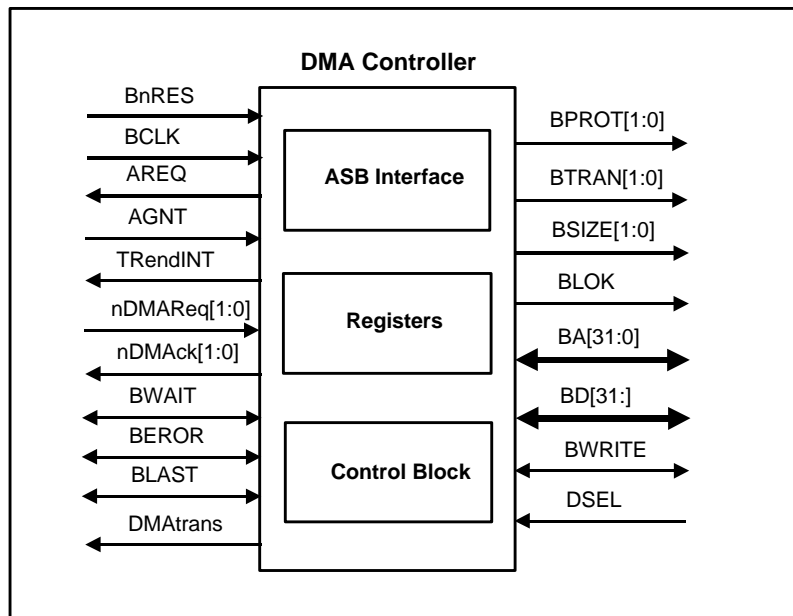 DMA Controller
BnRES
BCLK
AREQ
AGNT
TRendINT
nDMAReq[1:0]
nDMAck[1:0]
BWAIT
BEROR
BLAST
DMAtrans
ASB Interface
Registers
Control Block
BPROT[1:0]
BTRAN[1:0]
BSIZE[1:0]
BLOK
BA[31:0]
BD[31:]
BWRITE
DSEL